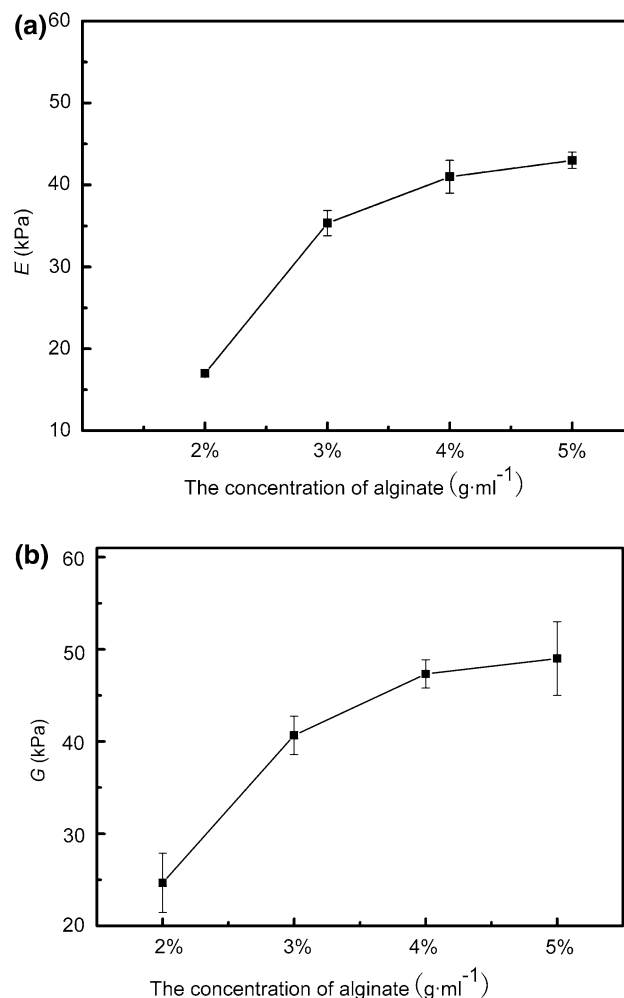 (a)
60
50
40
30
20
10
E (kPa)
2% 3% 4% 5%
The concentration of alginate (g·ml⁻¹)
(b)
60
50
40
30
20
G (kPa)
2% 3% 4% 5%
The concentration of alginate (g·ml⁻¹)